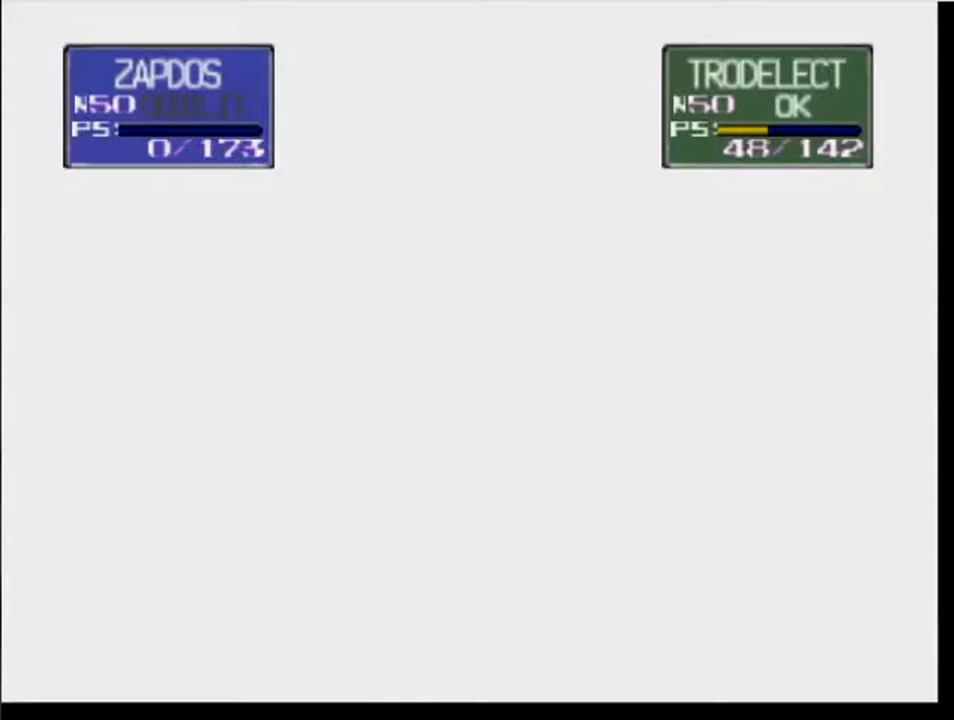 ZAPDOS
N50
PS:
0/173
TRODELECT
N50 OK
PS:
48/142